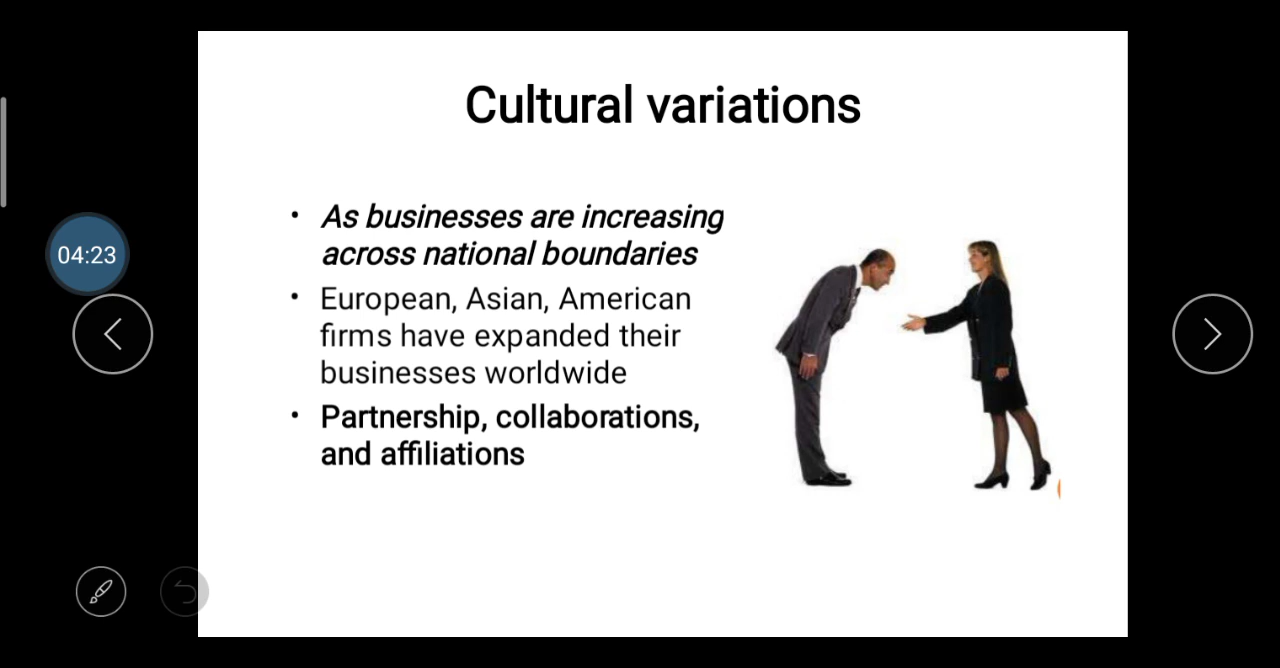 Cultural variations
04:23
• As businesses are increasing
across national boundaries
• European, Asian, American
firms have expanded their
businesses worldwide
• Partnership, collaborations,
and affiliations